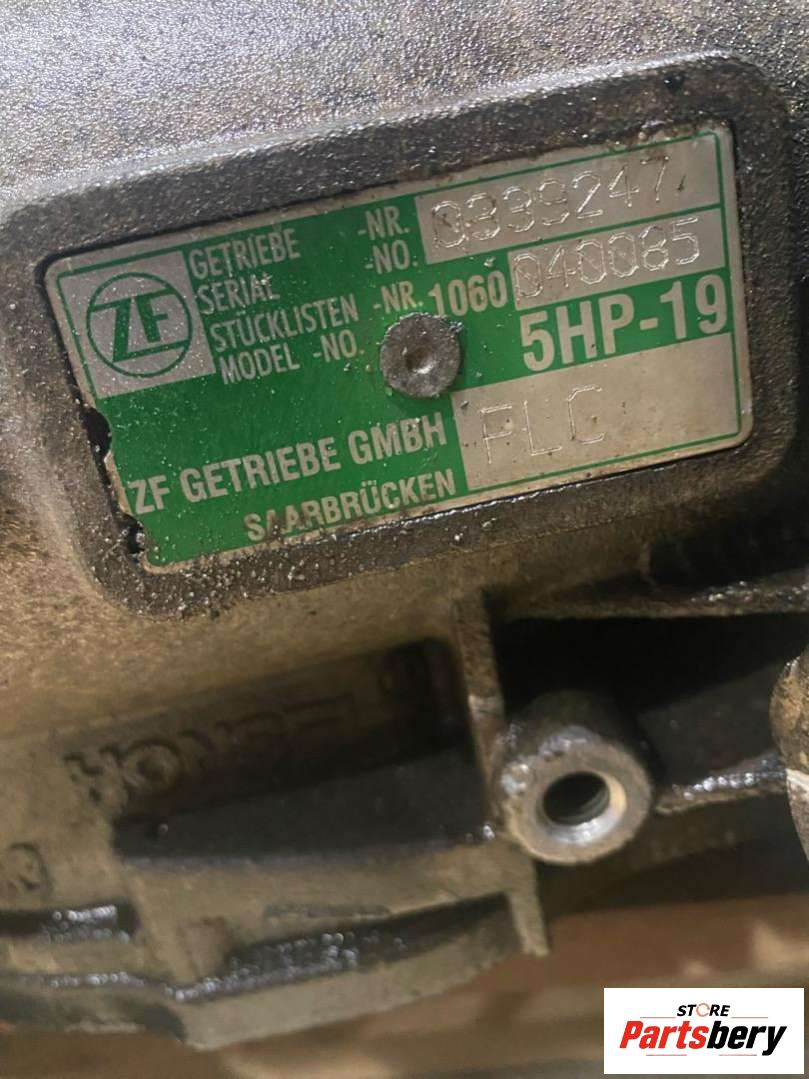 ZF
GETRIEBE -NR. 0339247
SERIAL -NO.
STÜCKLISTEN -NR. 1060 040085
MODEL -NO.
5HP-19
ZF GETRIEBE GMBH FLC
SAARBRÜCKEN
STORE
Partsbery